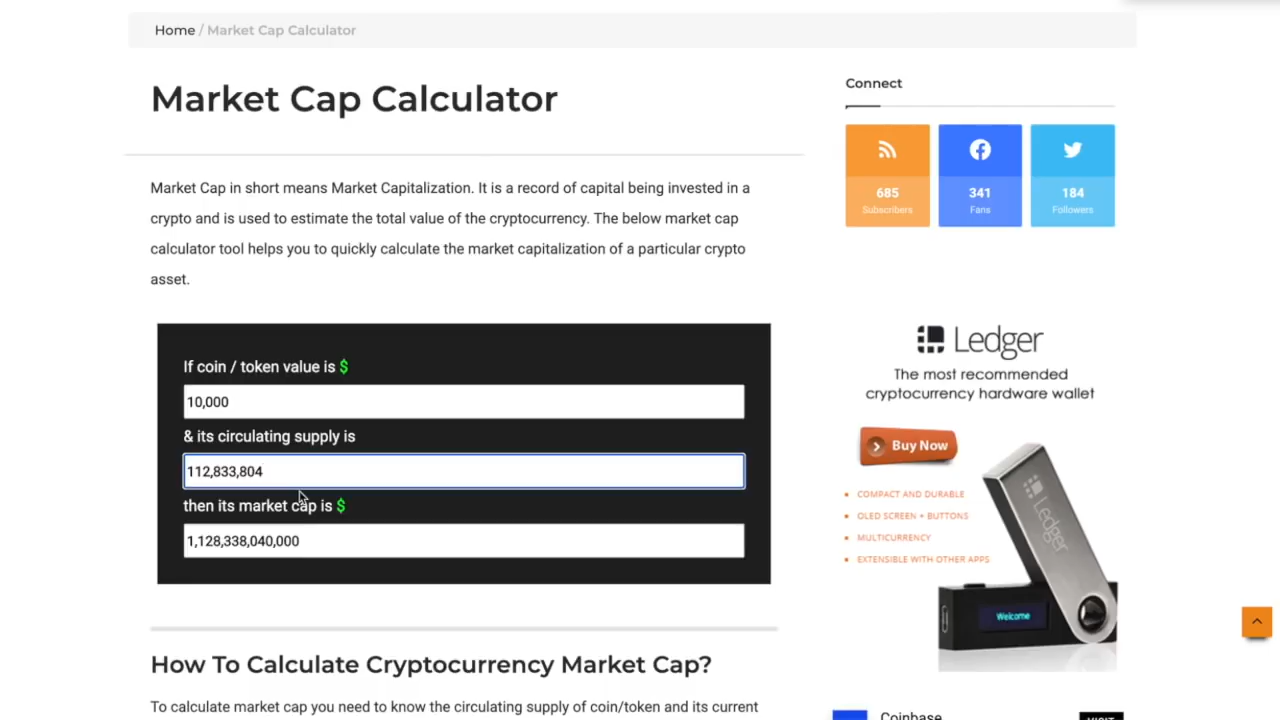 Home / Market Cap Calculator
Market Cap Calculator
Market Cap in short means Market Capitalization. It is a record of capital being invested in a
crypto and is used to estimate the total value of the cryptocurrency. The below market cap
calculator tool helps you to quickly calculate the market capitalization of a particular crypto
asset.
If coin / token value is $
10,000
& its circulating supply is
112,833,804
then its market cap is $
1,128,338,040,000
How To Calculate Cryptocurrency Market Cap?
To calculate market cap you need to know the circulating supply of coin/token and its current
Connect
685
Subscribers
341
Fans
184
Followers
Ledger
The most recommended
cryptocurrency hardware wallet
Buy Now
COMPACT AND DURABLE
OLED SCREEN + BUTTONS
MULTICURRENCY
EXTENSIBLE WITH OTHER APPS
Ledger
Welcome
Coinbase
VISIT